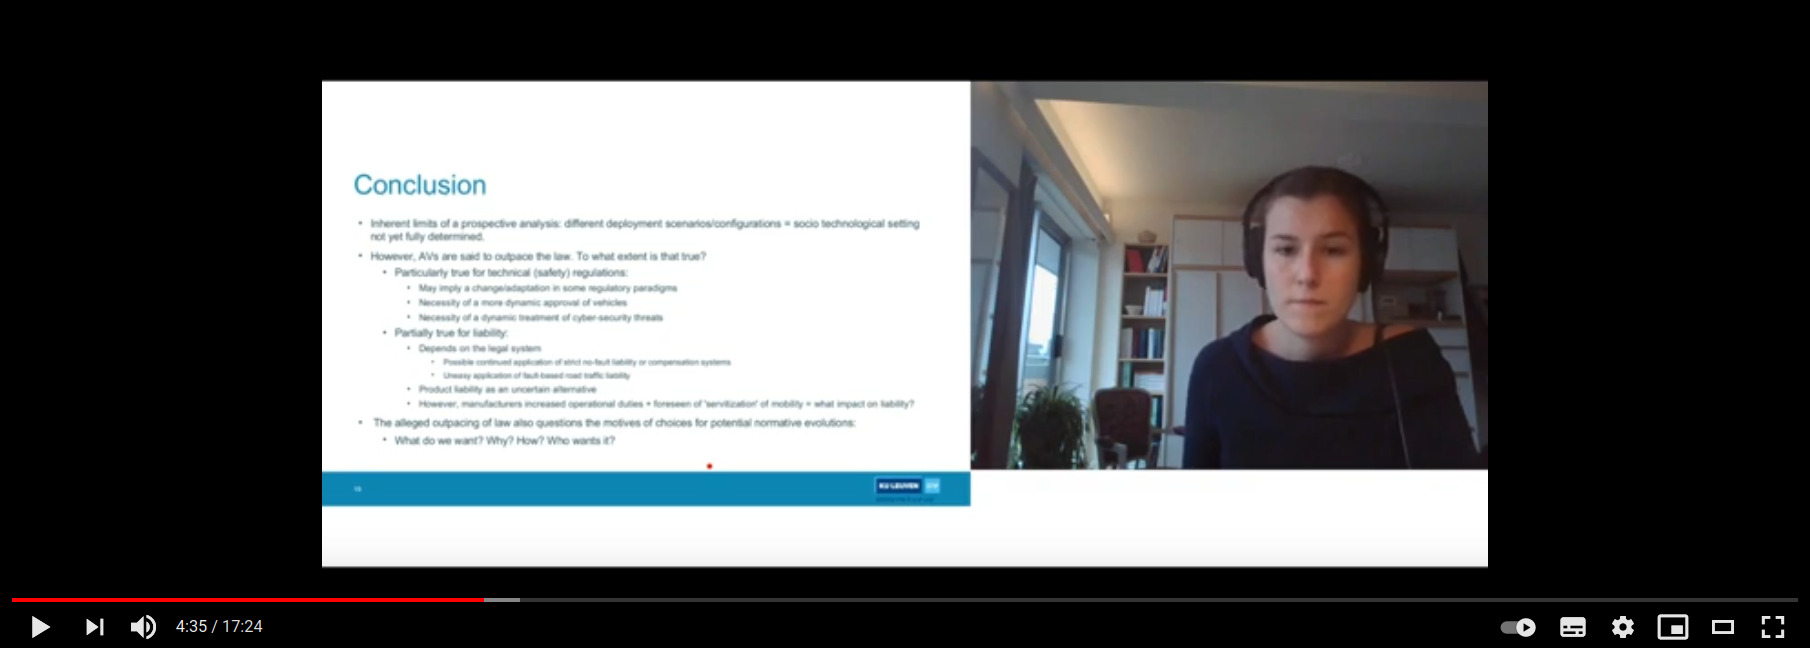 Conclusion
• Inherent limits of a prospective analysis: different deployment scenarios/configurations = socio technological setting
not yet fully determined.
• However, AVs are said to outpace the law. To what extent is that true?
• Particularly true for technical (safety) regulations:
• May imply a change/adaptation in some regulatory paradigms
• Necessity of a more dynamic approval of vehicles
• Necessity of a dynamic treatment of cyber-security threats
• Partially true for liability:
• Depends on the legal system
• Possible continued application of strict no-fault liability or compensation systems
• Uneasy application of fault-based road traffic liability
• Product liability as an uncertain alternative
• However, manufacturers increased operational duties + foreseen of 'servitization' of mobility = what impact on liability?
• The alleged outpacing of law also questions the motives of choices for potential normative evolutions:
• What do we want? Why? How? Who wants it?
KU LEUVEN
4:35 / 17:24